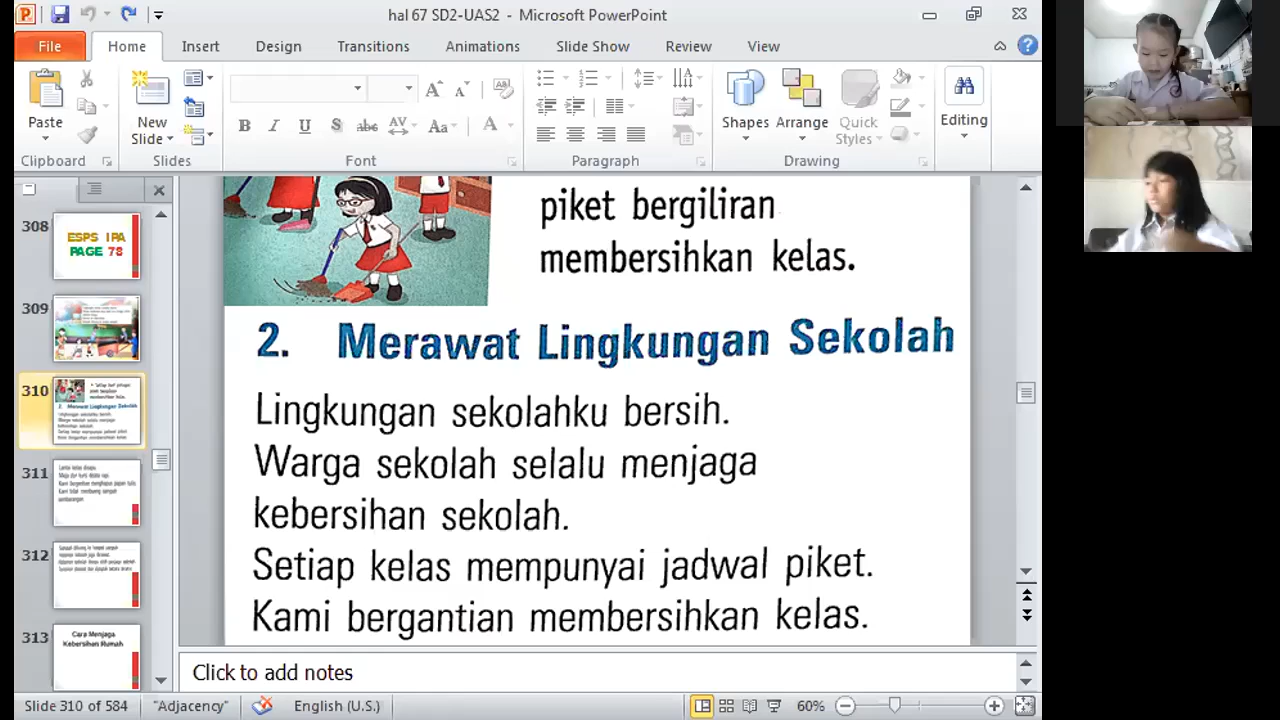 hal 67 SD2-UAS2 - Microsoft PowerPoint
File Home Insert Design Transitions Animations Slide Show Review View
Paste
New
Slide
Shapes
Arrange
Quick
Styles
Editing
Clipboard Slides Font Paragraph Drawing
308
ESPS IPA
PAGE 78
309
310
2. Merawat Lingkungan Sekolah
311
312
313
Cara Menjaga
Kebersihan Rumah
piket bergiliran
membersihkan kelas.
2. Merawat Lingkungan Sekolah
Lingkungan sekolahku bersih.
Warga sekolah selalu menjaga
kebersihan sekolah.
Setiap kelas mempunyai jadwal piket.
Kami bergantian membersihkan kelas.
Click to add notes
Slide 310 of 584 "Adjacency" English (U.S.) 60%